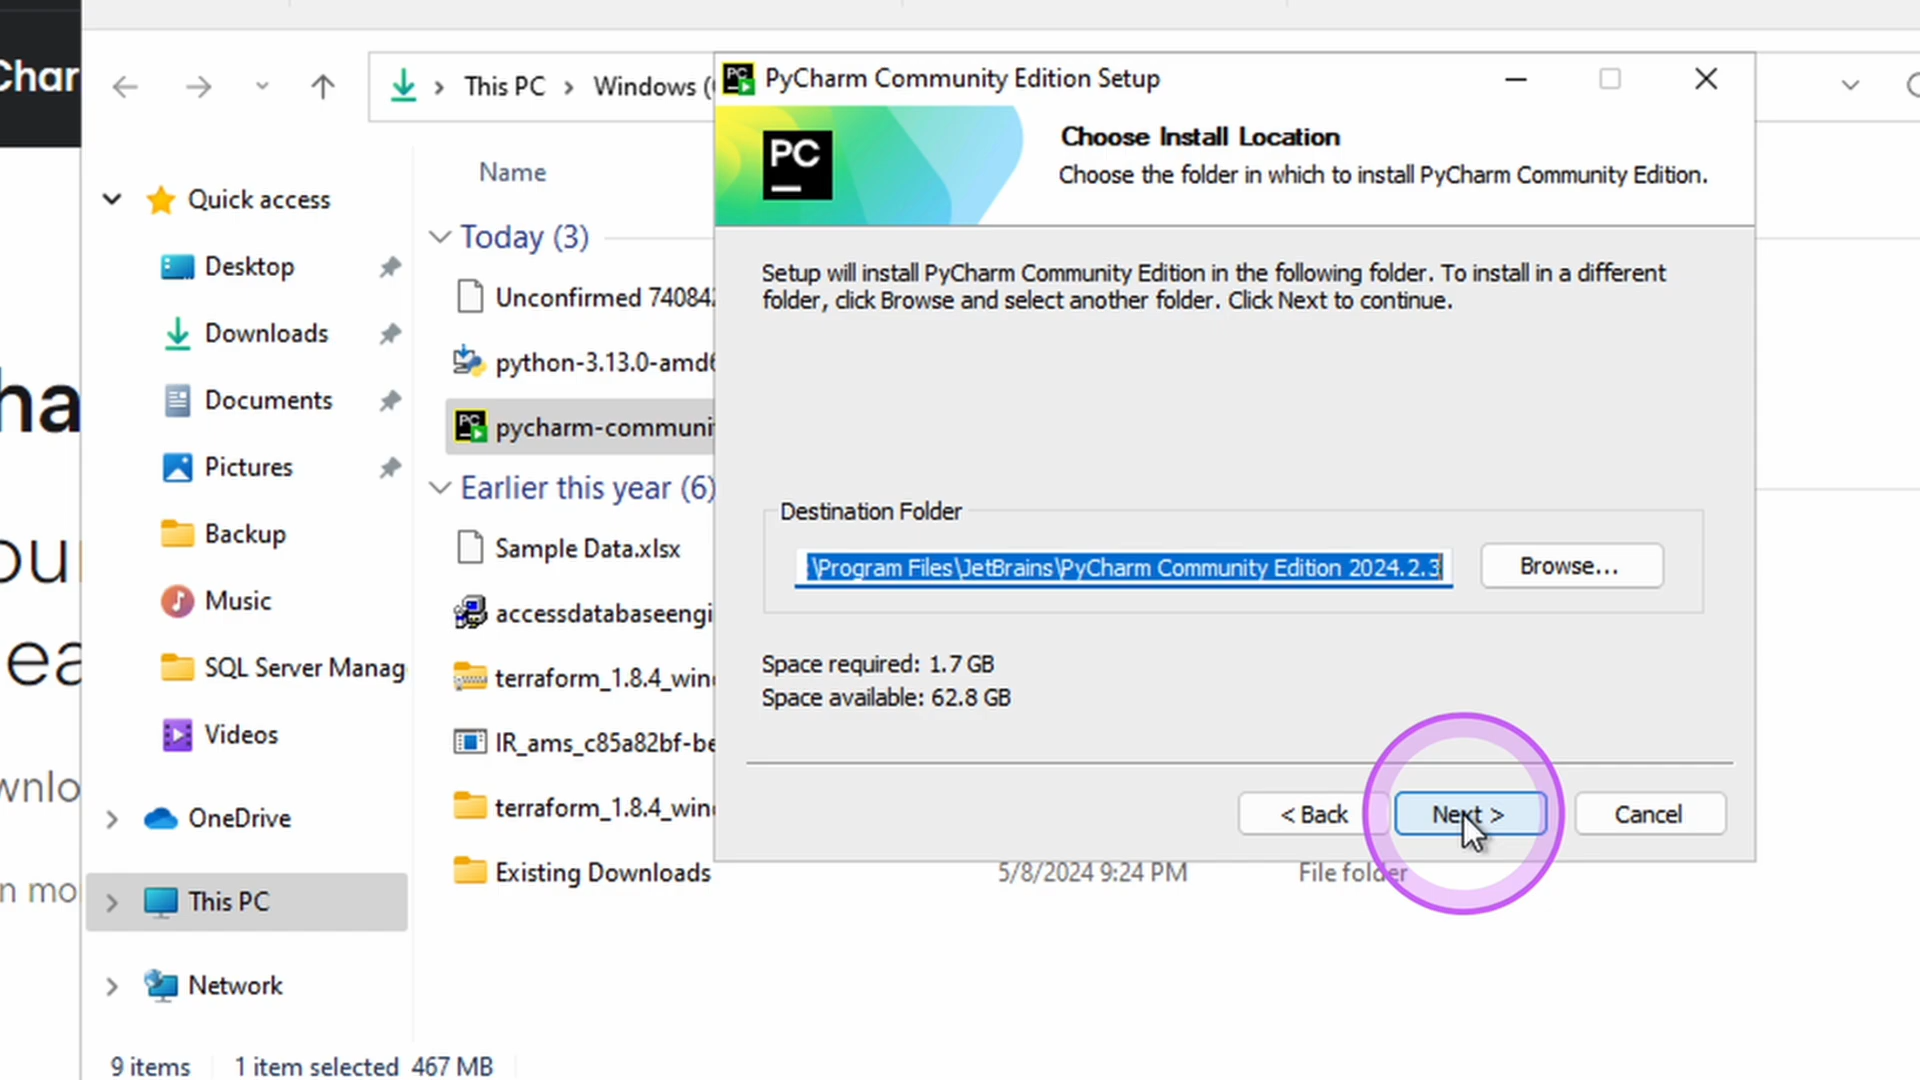 Char
This PC
Windows (
Name
Quick access
Desktop
Downloads
Documents
Pictures
Backup
Music
SQL Server Manag
Videos
OneDrive
This PC
Network
Today (3)
Unconfirmed 74084
python-3.13.0-amd6
pycharm-communi
Earlier this year (6)
Sample Data.xlsx
accessdatabaseengi
terraform_1.8.4_win
IR_ams_c85a82bf-be
terraform_1.8.4_win
Existing Downloads
5/8/2024 9:24 PM
File folder
9 items
1 item selected 467 MB
PyCharm Community Edition Setup
PC
Choose Install Location
Choose the folder in which to install PyCharm Community Edition.
Setup will install PyCharm Community Edition in the following folder. To install in a different
folder, click Browse and select another folder. Click Next to continue.
Destination Folder
:\Program Files\JetBrains\PyCharm Community Edition 2024.2.3
Browse...
Space required: 1.7 GB
Space available: 62.8 GB
< Back
Next >
Cancel
ha
our
ea
wnlo
n mo